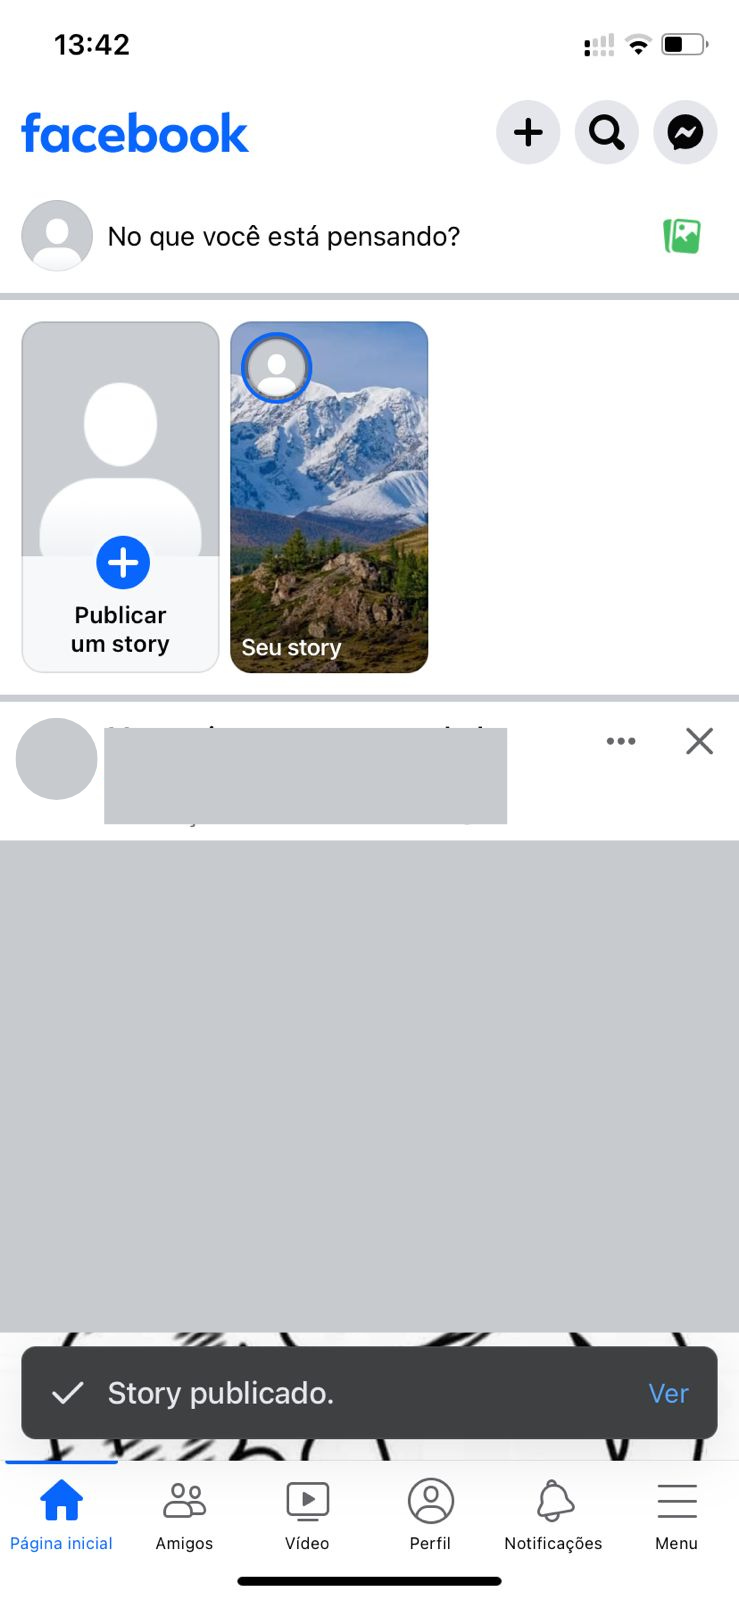 13:42
facebook
No que você está pensando?
Publicar
um story
Seu story
Story publicado.
Ver
Página inicial
Amigos
Vídeo
Perfil
Notificações
Menu